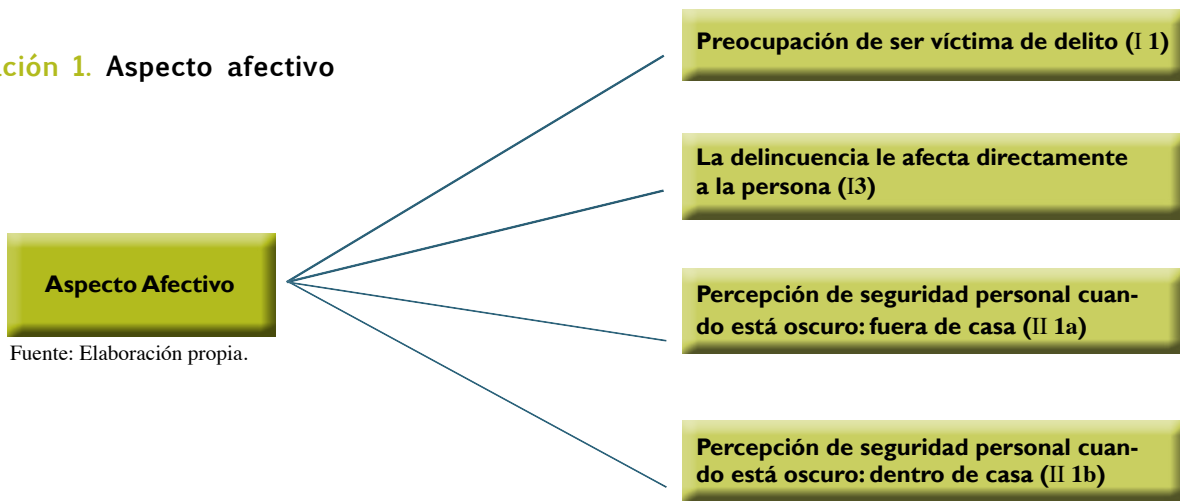 ación 1. Aspecto afectivo
Preocupación de ser víctima de delito (I 1)
La delincuencia le afecta directamente
a la persona (I3)
Aspecto Afectivo
Percepción de seguridad personal cuan-
do está oscuro: fuera de casa (II 1a)
Fuente: Elaboración propia.
Percepción de seguridad personal cuan-
do está oscuro: dentro de casa (II 1b)